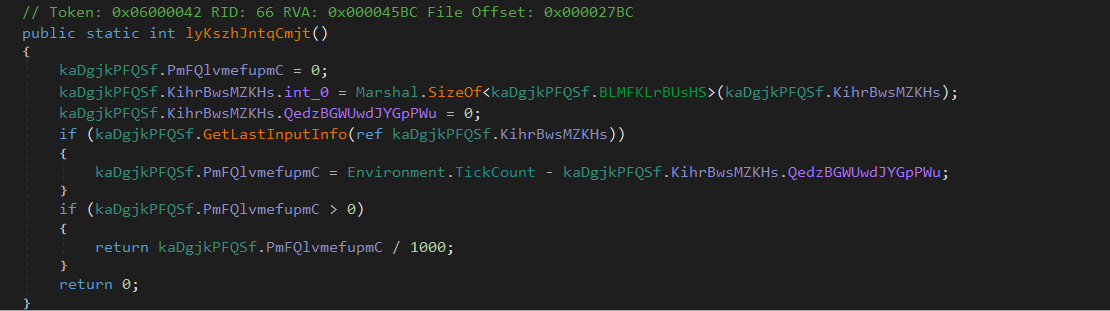 // Token: 0x06000042 RID: 66 RVA: 0x000045BC File Offset: 0x000027BC
public static int lyKszhJntqCmjt()
{
kaDgjkPFQSf.PmFQlvmefupmC = 0;
kaDgjkPFQSf.KihrBwsMZKHs.int_0 = Marshal.SizeOf<kaDgjkPFQSf.BLMFKLrBUsHS>(kaDgjkPFQSf.KihrBwsMZKHs);
kaDgjkPFQSf.KihrBwsMZKHs.QedzBGWUwdJYGpPWu = 0;
if (kaDgjkPFQSf.GetLastInputInfo(ref kaDgjkPFQSf.KihrBwsMZKHs))
{
kaDgjkPFQSf.PmFQlvmefupmC = Environment.TickCount - kaDgjkPFQSf.KihrBwsMZKHs.QedzBGWUwdJYGpPWu;
}
if (kaDgjkPFQSf.PmFQlvmefupmC > 0)
{
return kaDgjkPFQSf.PmFQlvmefupmC / 1000;
}
return 0;
}